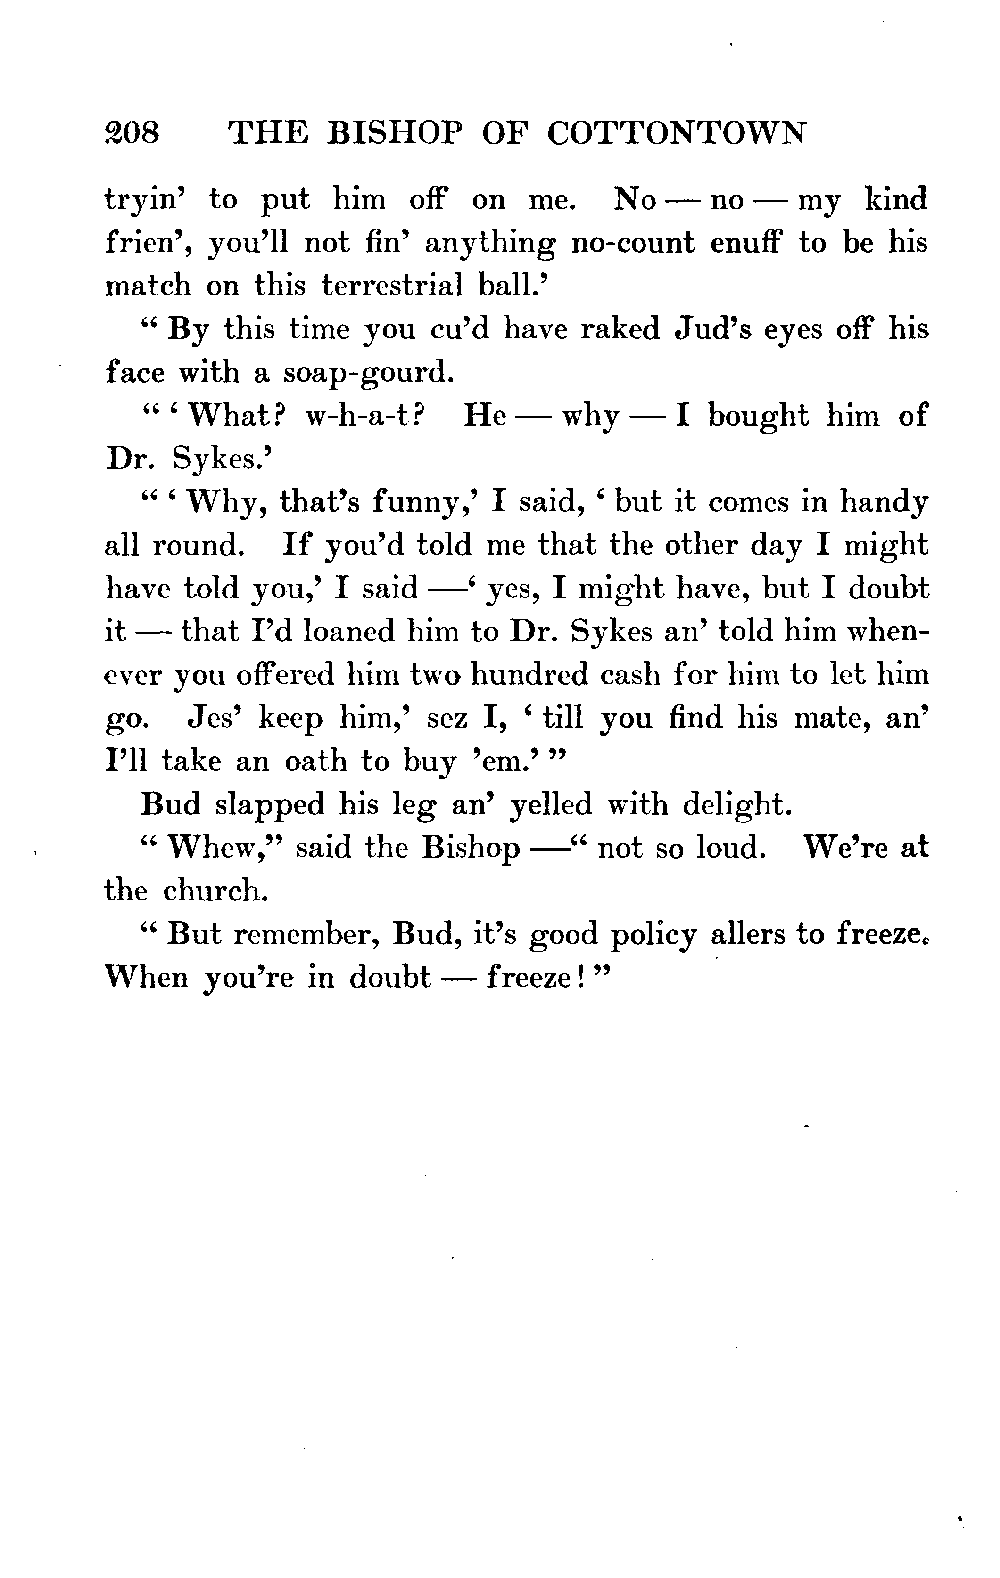 208 THE BISHOP OF COTTONTOWN
tryin' to put him off on me. No — no — my kind
frien', you'll not fin' anything no-count enuff to be his
match on this terrestrial ball.'
" By this time you cu'd have raked Jud's eyes off his
face with a soap-gourd.
" ' What? w-h-a-t? He — why — I bought him of
Dr. Sykes.'
" ' Why, that's funny,' I said, ' but it comes in handy
all round. If you'd told me that the other day I might
have told you,' I said —' yes, I might have, but I doubt
it — that I'd loaned him to Dr. Sykes an' told him when-
ever you offered him two hundred cash for him to let him
go. Jes' keep him,' sez I, ' till you find his mate, an'
I'll take an oath to buy 'em.' "
Bud slapped his leg an' yelled with delight.
" Whew," said the Bishop —" not so loud. We're at
the church.
" But remember, Bud, it's good policy allers to freeze.
When you're in doubt — freeze! "